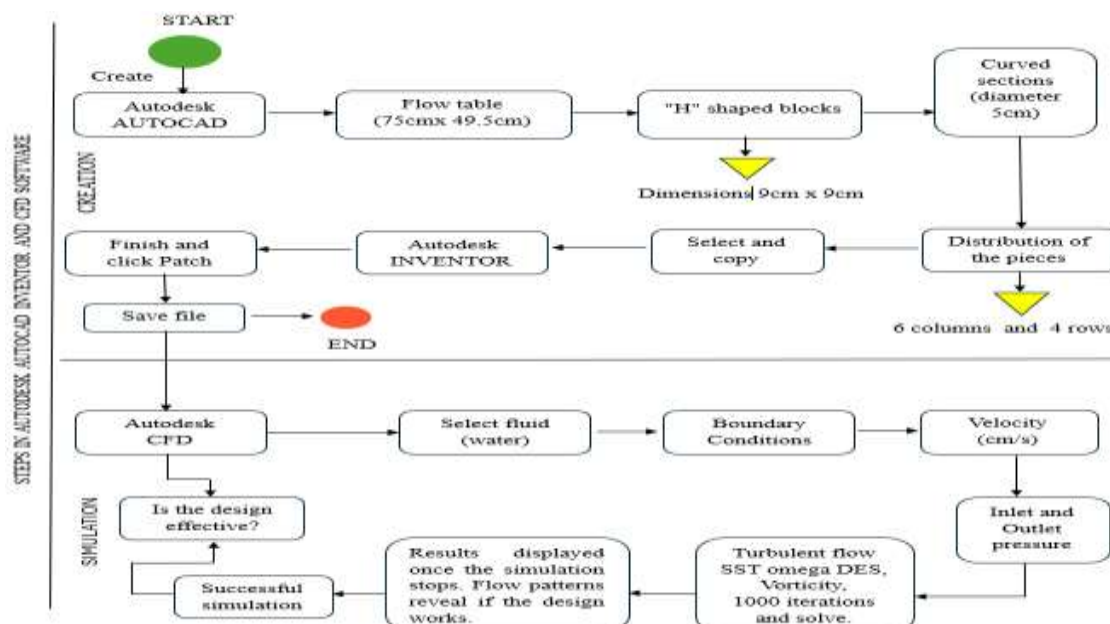 STEPS IN AUTODESK AUTOCAD INVENTOR AND CFD SOFTWARE
CREATION
START
Create
Autodesk
AUTOCAD
Flow table
(75cmx 49.5cm)
"H" shaped blocks
Curved
sections
(diameter
5cm)
Dimensions 9cm x 9cm
Distribution of
the pieces
6 columns and 4 rows
Select and
copy
Autodesk
INVENTOR
Finish and
click Patch
Save file
END
SIMULATION
Autodesk
CFD
Select fluid
(water)
Boundary
Conditions
Velocity
(cm/s)
Inlet and
Outlet
pressure
Turbulent flow
SST omega DES,
Vorticity,
1000 iterations
and solve.
Results displayed
once the simulation
stops. Flow patterns
reveal if the design
works.
Successful
simulation
Is the design
effective?